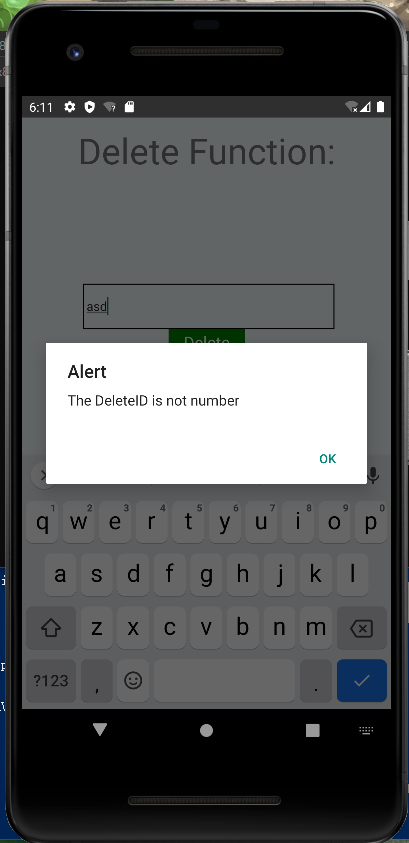 6:11
Delete Function:
asd
Delete
Alert
The DeleteID is not number
OK
1 2 3 4 5 6 7 8 9 0
q w e r t y u i o p
a s d f g h j k l
z x c v b n m
?123 , .